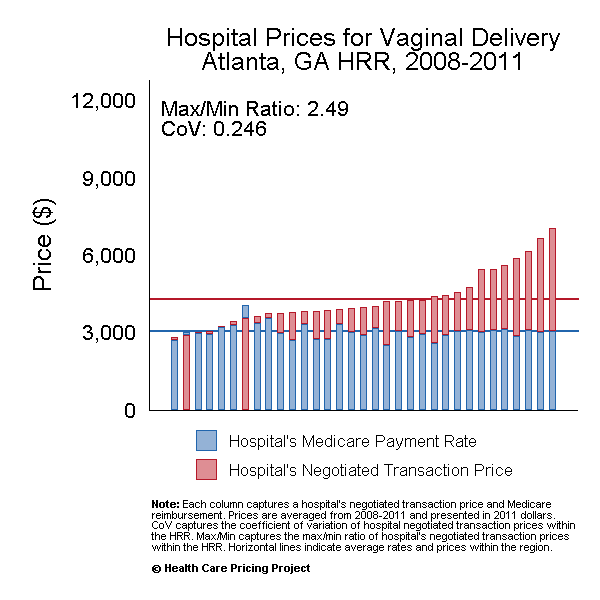 Hospital Prices for Vaginal Delivery
Atlanta, GA HRR, 2008-2011
12,000
Max/Min Ratio: 2.49
CoV: 0.246
9,000
Price ($)
6,000
3,000
0
Hospital's Medicare Payment Rate
Hospital's Negotiated Transaction Price
Note: Each column captures a hospital's negotiated transaction price and Medicare
reimbursement. Prices are averaged from 2008-2011 and presented in 2011 dollars.
CoV captures the coefficient of variation of hospital negotiated transaction prices within
the HRR. Max/Min captures the max/min ratio of hospital's negotiated transaction prices
within the HRR. Horizontal lines indicate average rates and prices within the region.
© Health Care Pricing Project